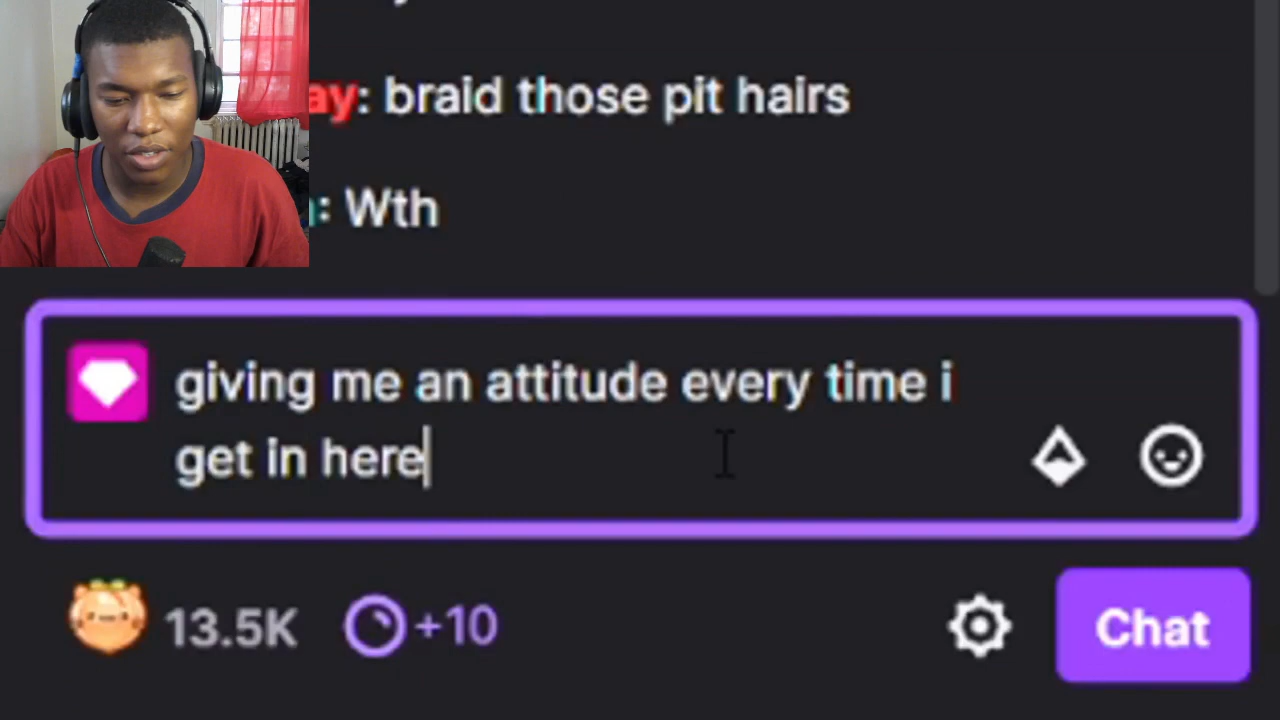 ay: braid those pit hairs
: Wth
giving me an attitude every time i
get in here
13.5K +10
Chat